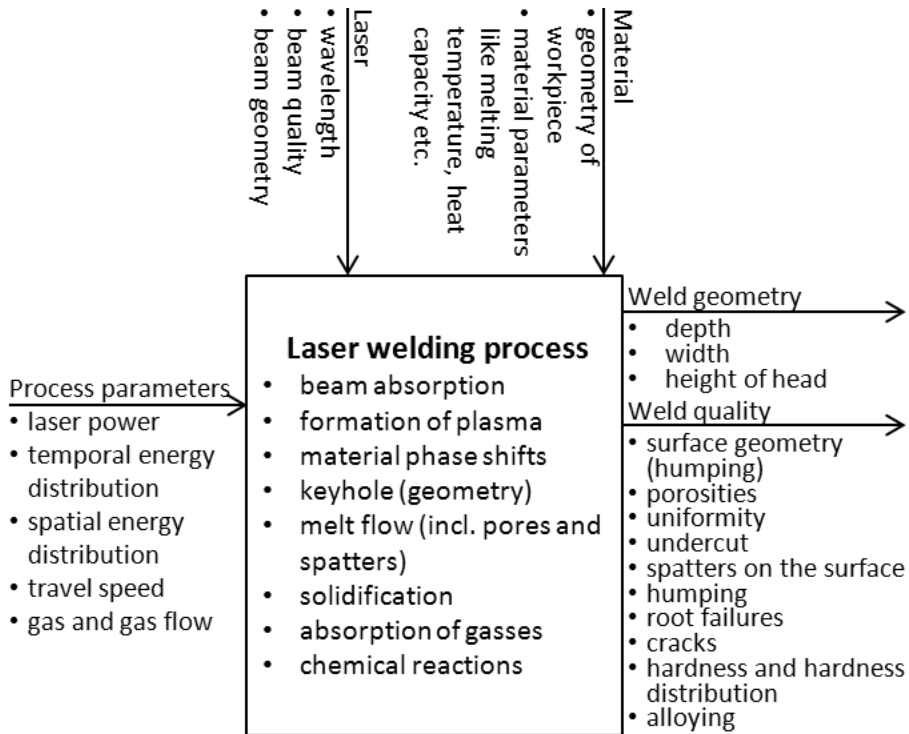 Laser
• wavelength
• beam quality
• beam geometry
Material
• geometry of
workpiece
• material parameters
like melting
temperature, heat
capacity etc.
Process parameters
• laser power
• temporal energy
distribution
• spatial energy
distribution
• travel speed
• gas and gas flow
Laser welding process
• beam absorption
• formation of plasma
• material phase shifts
• keyhole (geometry)
• melt flow (incl. pores and
spatters)
• solidification
• absorption of gasses
• chemical reactions
Weld geometry
• depth
• width
• height of head
Weld quality
• surface geometry
(humping)
• porosities
• uniformity
• undercut
• spatters on the surface
• humping
• root failures
• cracks
• hardness and hardness
distribution
• alloying